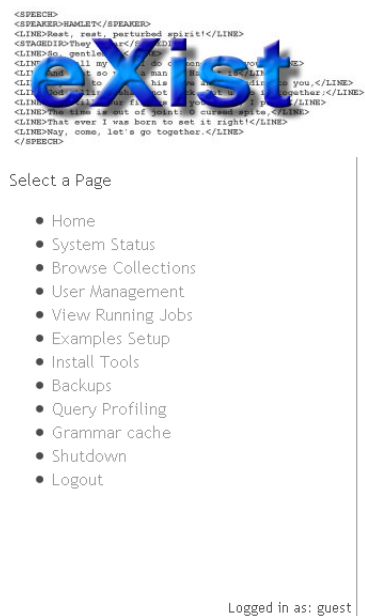 <SPEECH>
<SPEAKER>HAMLET</SPEAKER>
<LINE>Rest, rest, perturbed spirit!</LINE>
<STAGEDIR>They
<LINE>So, gentle
<LINE>
eXist
<LINE>The time is out of joint: O cursed spite,</LINE>
<LINE>That ever I was born to set it right!</LINE>
<LINE>Nay, come, let's go together.</LINE>
</SPEECH>
Select a Page
• Home
• System Status
• Browse Collections
• User Management
• View Running Jobs
• Examples Setup
• Install Tools
• Backups
• Query Profiling
• Grammar cache
• Shutdown
• Logout
Logged in as: guest